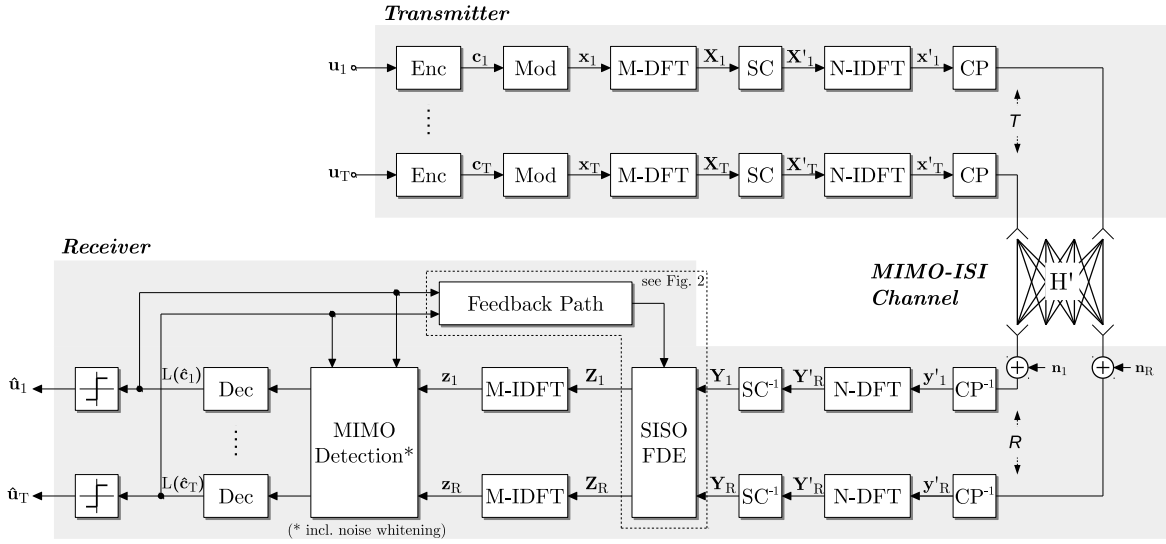 Transmitter
u1 Enc c1 Mod x1 M-DFT X1 SC X'1 N-IDFT x'1 CP
T
uT Enc cT Mod xT M-DFT XT SC X'T N-IDFT x'T CP
Receiver
MIMO-ISI
Channel
H'
see Fig. 2
Feedback Path
û1 L(ĉ1) Dec z1 M-IDFT Z1 Y1 SC-1 Y'R N-DFT y'1 CP-1 n1 nR
MIMO
Detection*
SISO
FDE
R
ûT L(ĉT) Dec zR M-IDFT ZR YR SC-1 Y'R N-DFT y'R CP-1
(* incl. noise whitening)